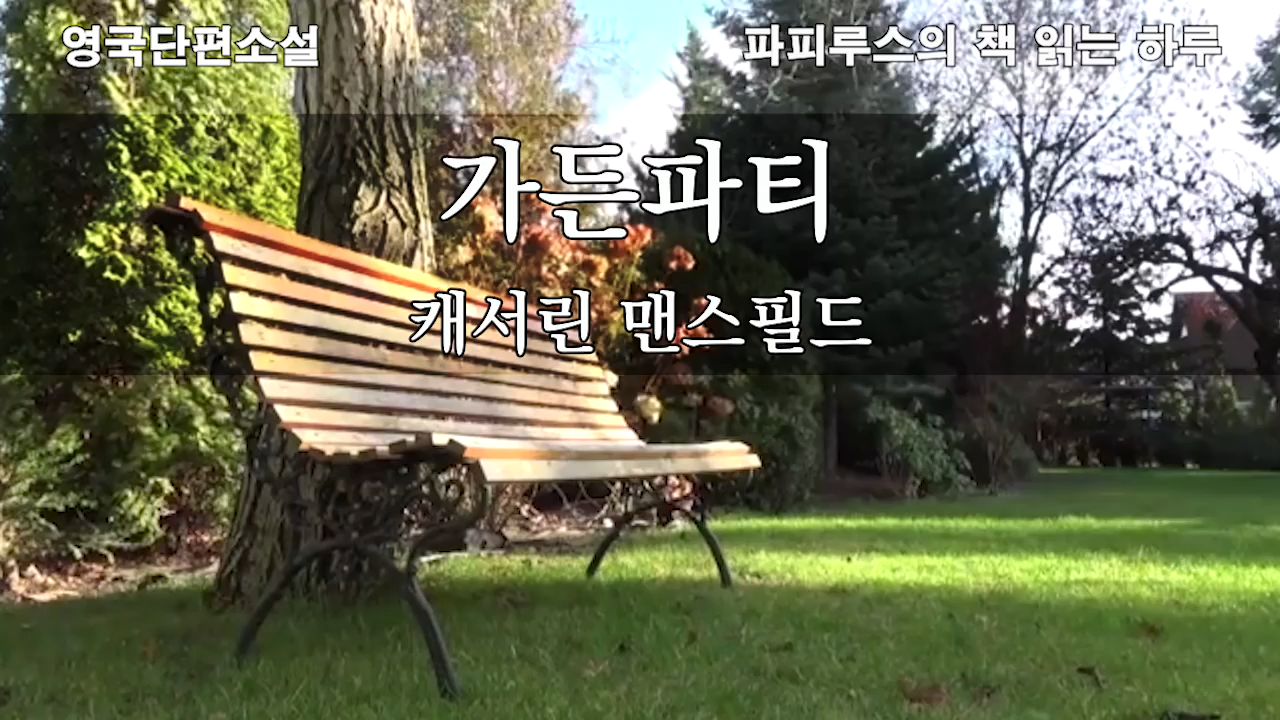 영국단편소설
파피루스의 책 읽는 하루
가든파티
캐서린 맨스필드